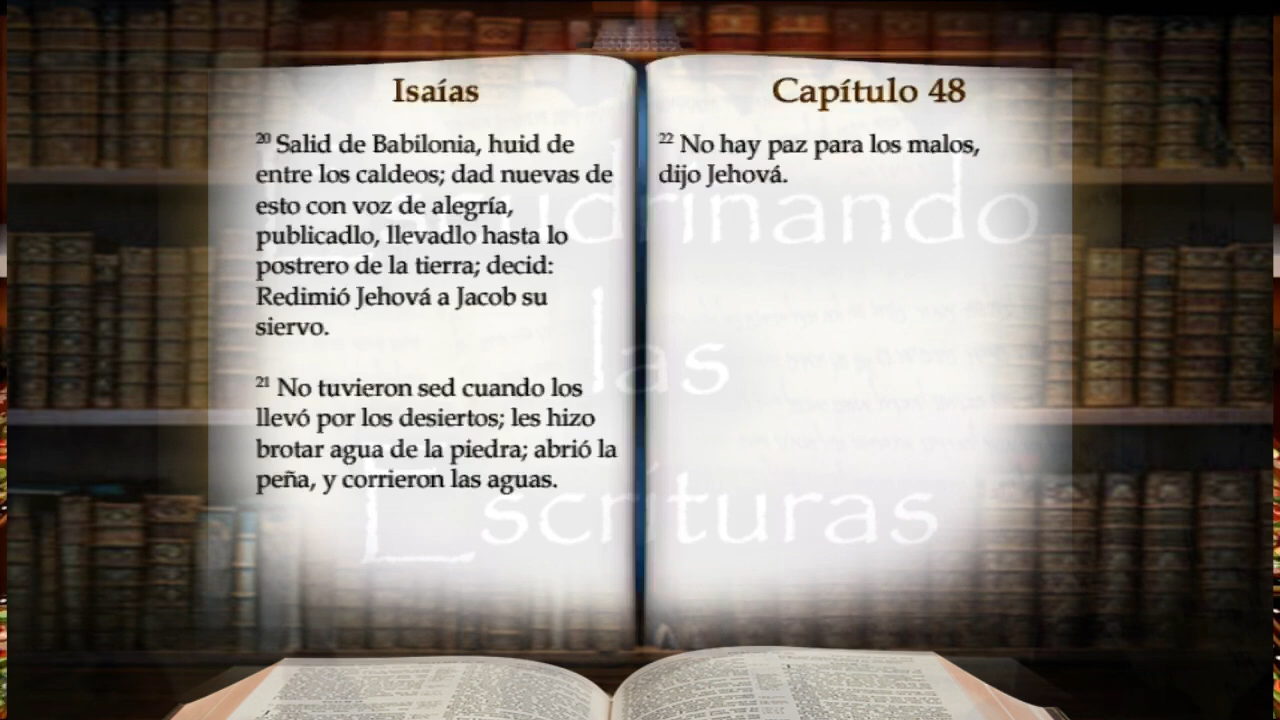 Isaías
20 Salid de Babilonia, huid de
entre los caldeos; dad nuevas de
esto con voz de alegría,
publicadlo, llevadlo hasta lo
postrero de la tierra; decid:
Redimió Jehová a Jacob su
siervo.
21 No tuvieron sed cuando los
llevó por los desiertos; les hizo
brotar agua de la piedra; abrió la
peña, y corrieron las aguas.
Capítulo 48
22 No hay paz para los malos,
dijo Jehová.
Escudriñando
las
Escrituras